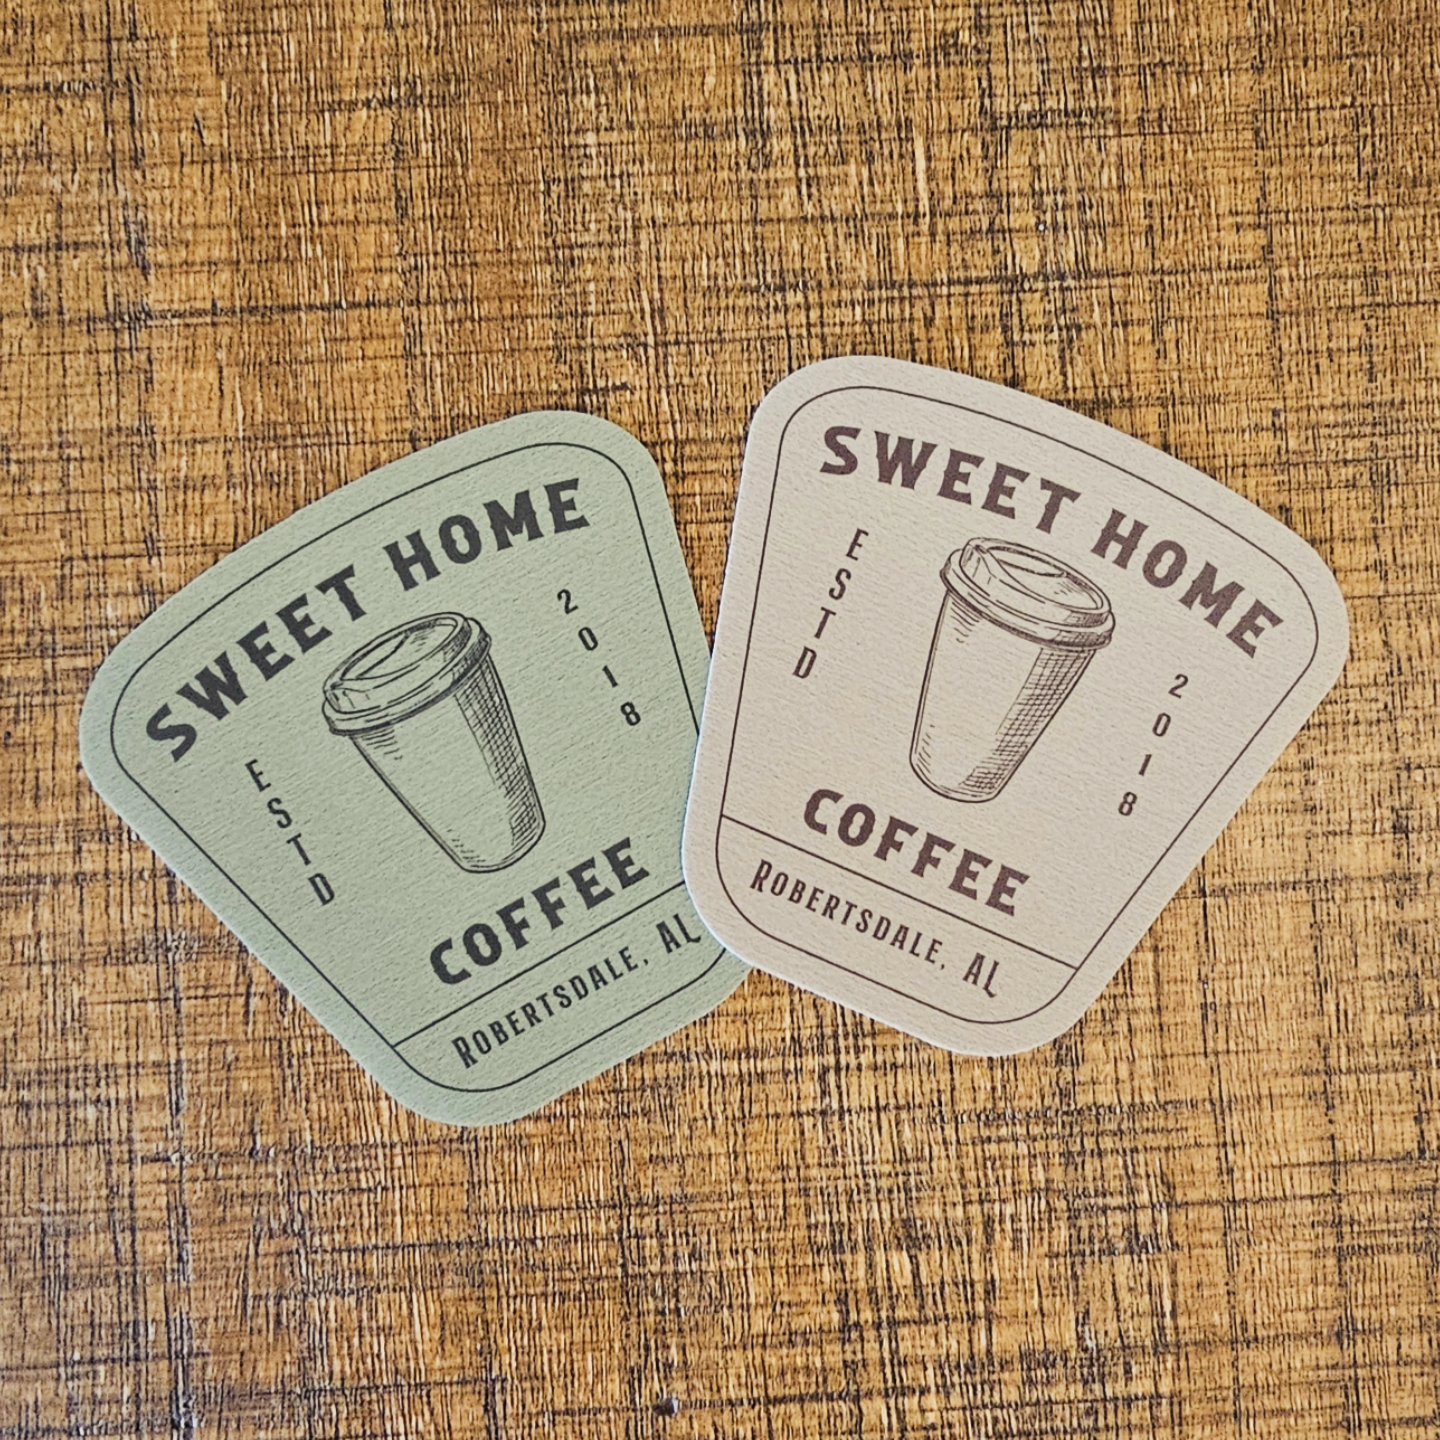 SWEET HOME
ESTD
2018
COFFEE
ROBERTSDALE, AL
SWEET HOME
ESTD
2018
COFFEE
ROBERTSDALE, AL